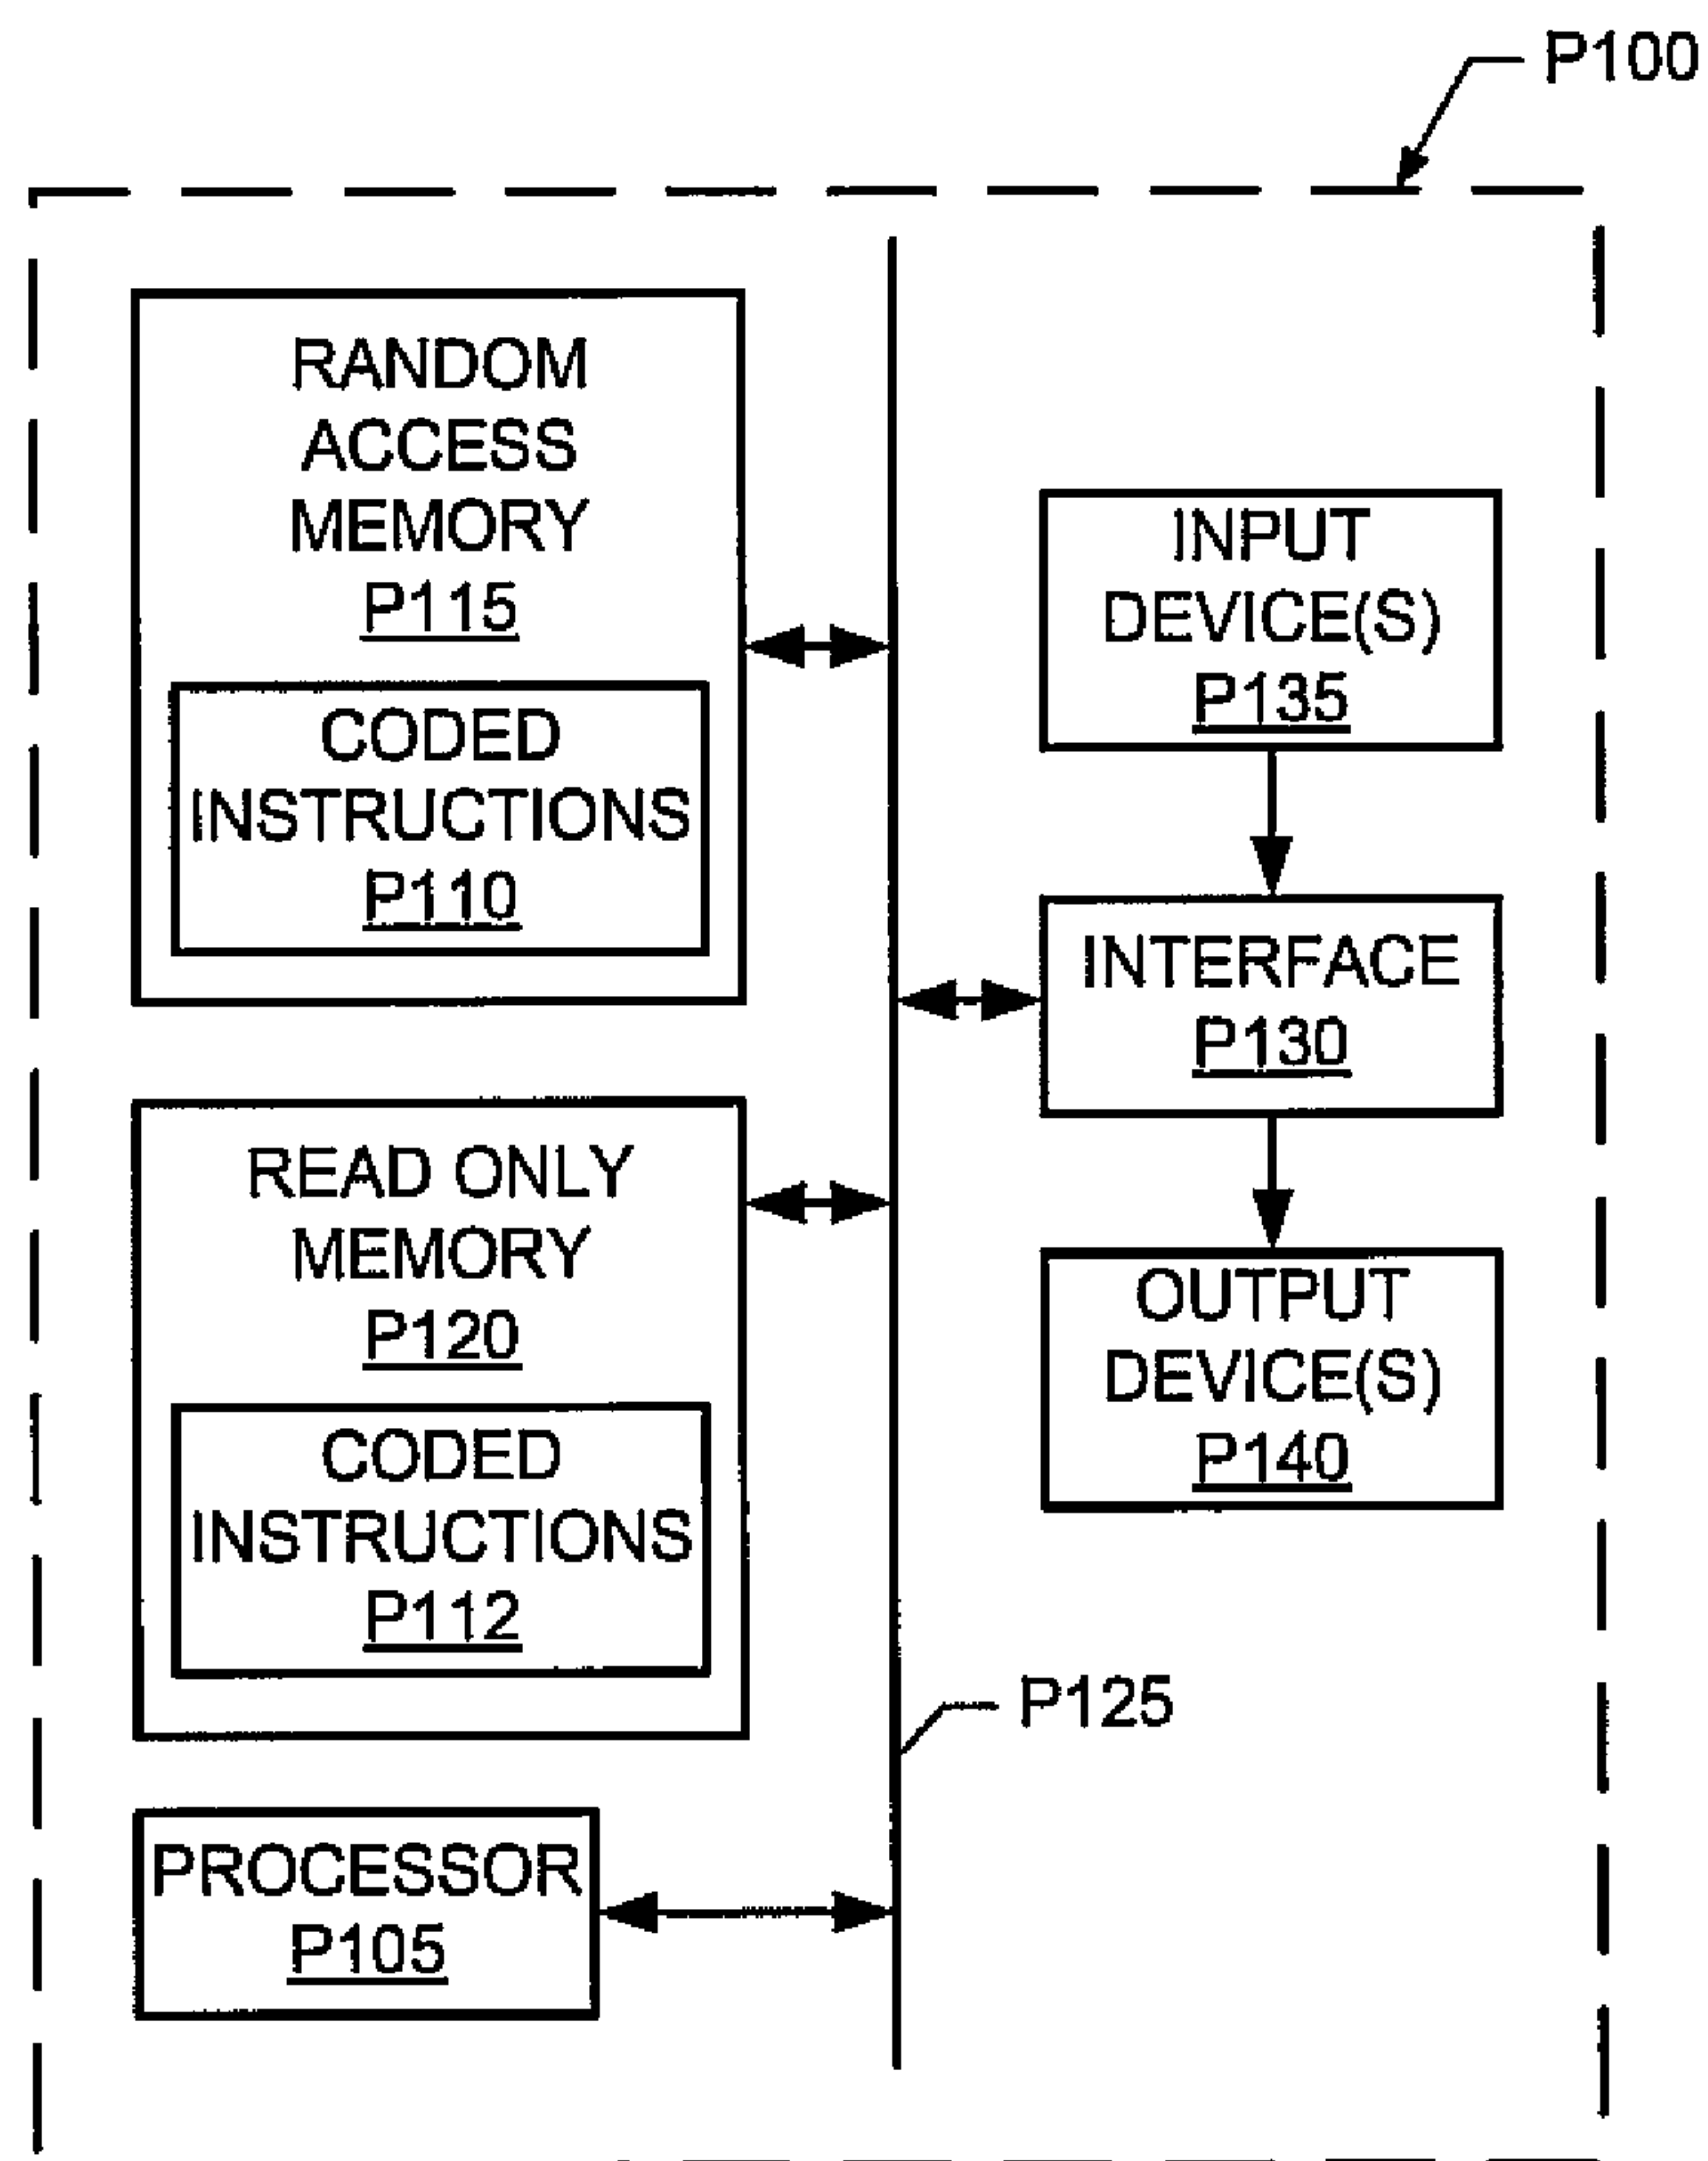 P100
RANDOM
ACCESS
MEMORY
P115
CODED
INSTRUCTIONS
P110
READ ONLY
MEMORY
P120
CODED
INSTRUCTIONS
P112
PROCESSOR
P105
INPUT
DEVICE(S)
P135
INTERFACE
P130
OUTPUT
DEVICE(S)
P140
P125